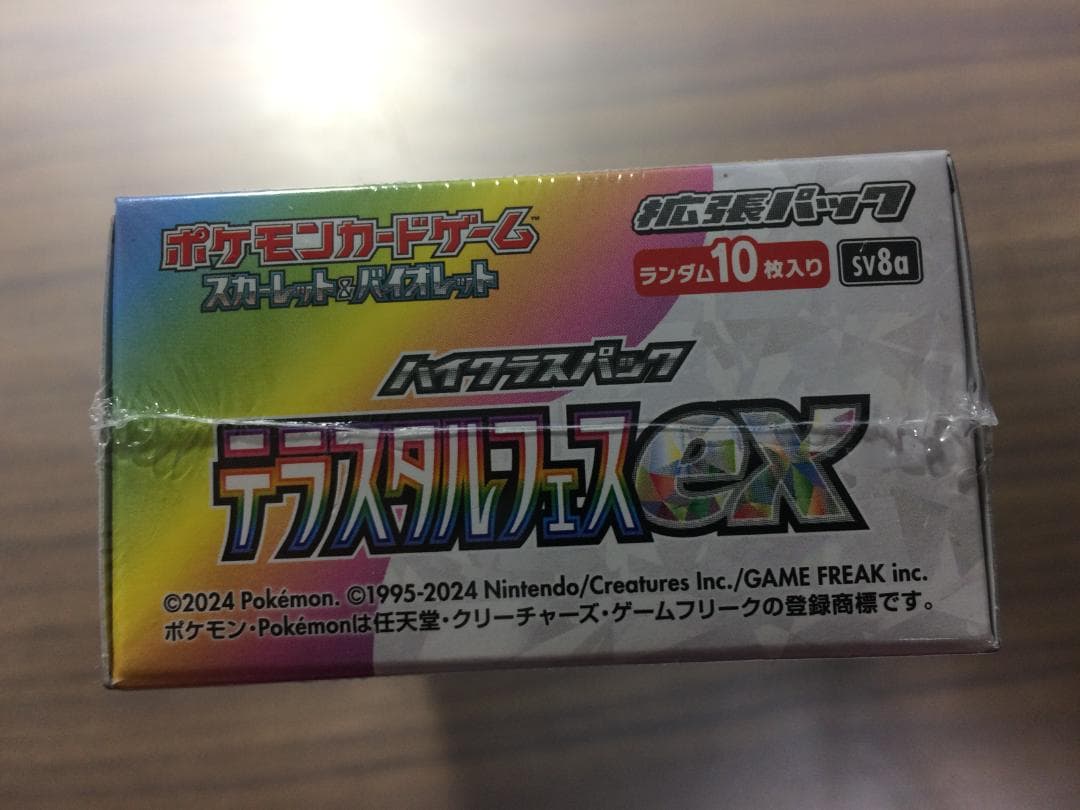 ポケモンカードゲーム™
スカーレット&バイオレット
拡張パック
ランダム10枚入り
SV8a
ハイクラスパック
テラスタルフェスex
©2024 Pokémon. ©1995-2024 Nintendo/Creatures Inc./GAME FREAK inc.
ポケモン・Pokémonは任天堂・クリーチャーズ・ゲームフリークの登録商標です。